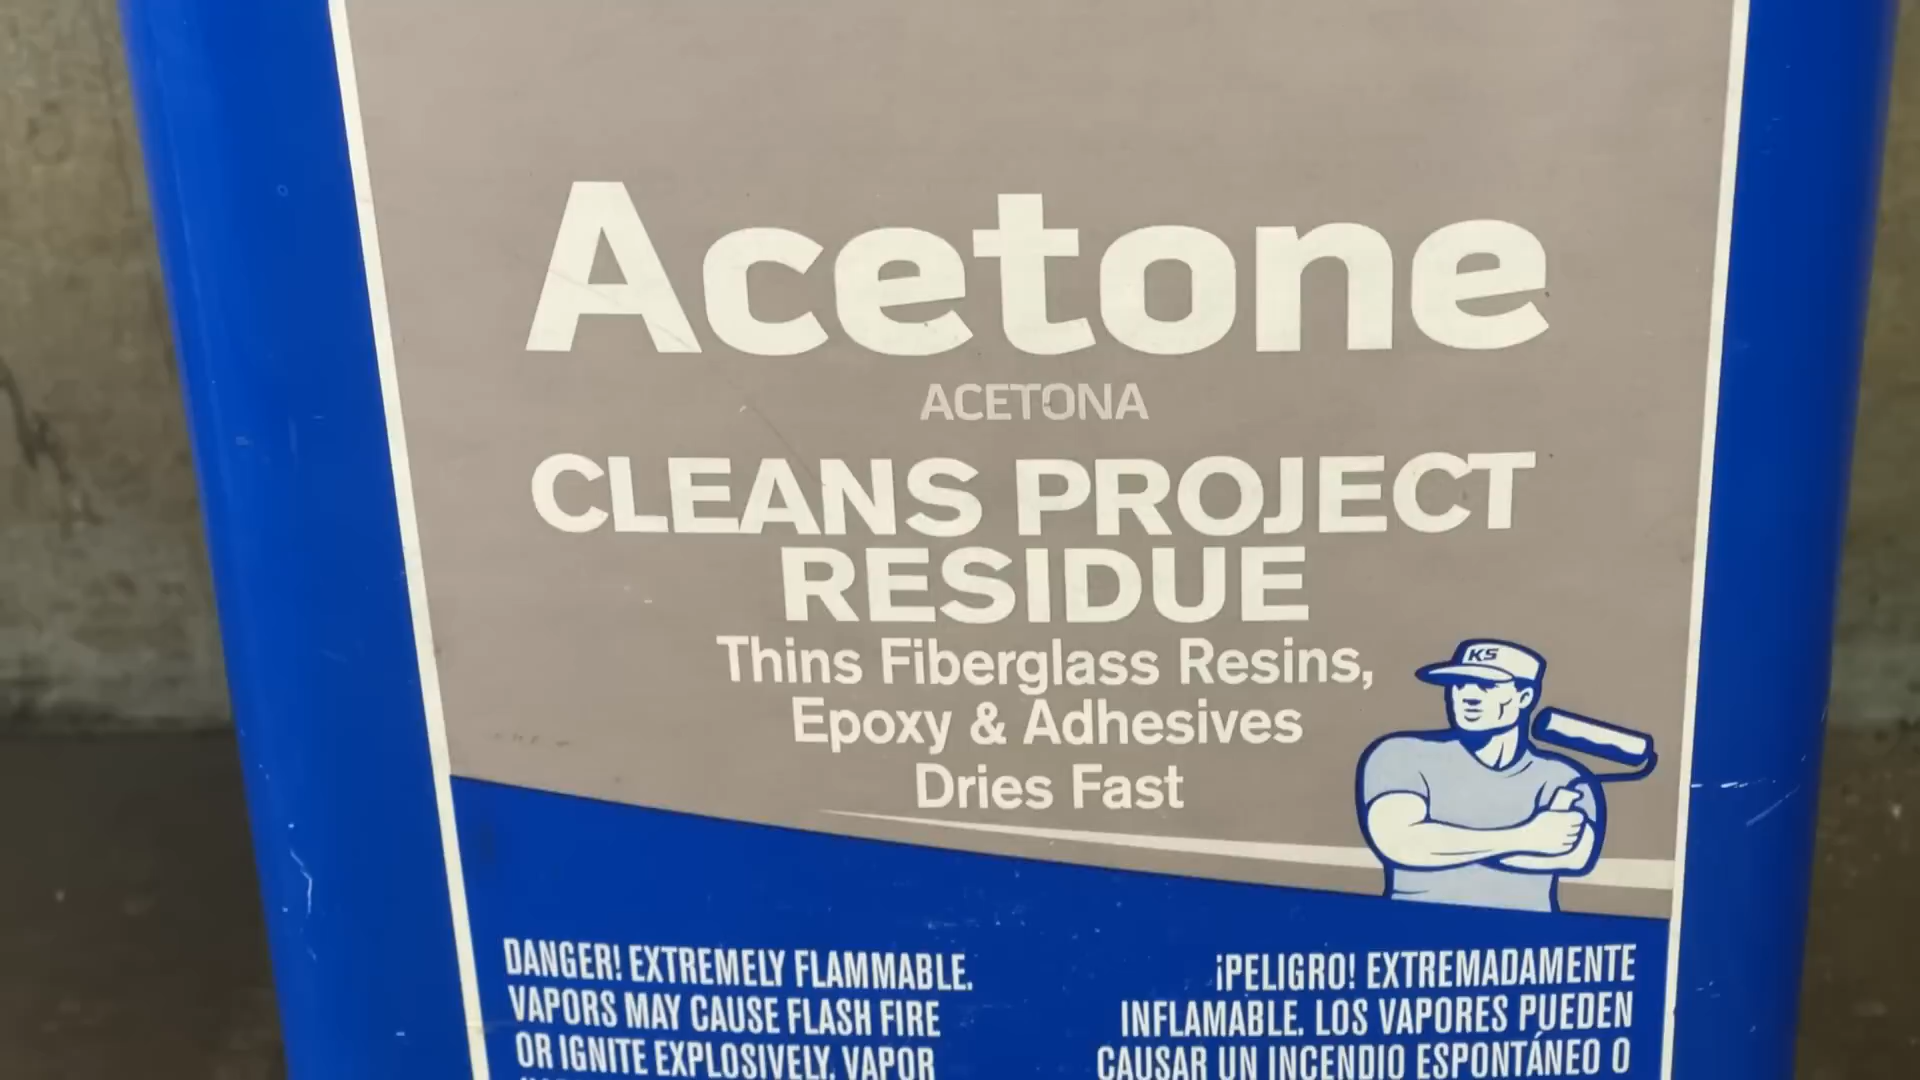 Acetone
ACETONA
CLEANS PROJECT
RESIDUE
Thins Fiberglass Resins,
Epoxy & Adhesives
Dries Fast
KS
DANGER! EXTREMELY FLAMMABLE.
VAPORS MAY CAUSE FLASH FIRE
OR IGNITE EXPLOSIVELY. VAPOR
¡PELIGRO! EXTREMADAMENTE
INFLAMABLE. LOS VAPORES PUEDEN
CAUSAR UN INCENDIO ESPONTÁNEO O